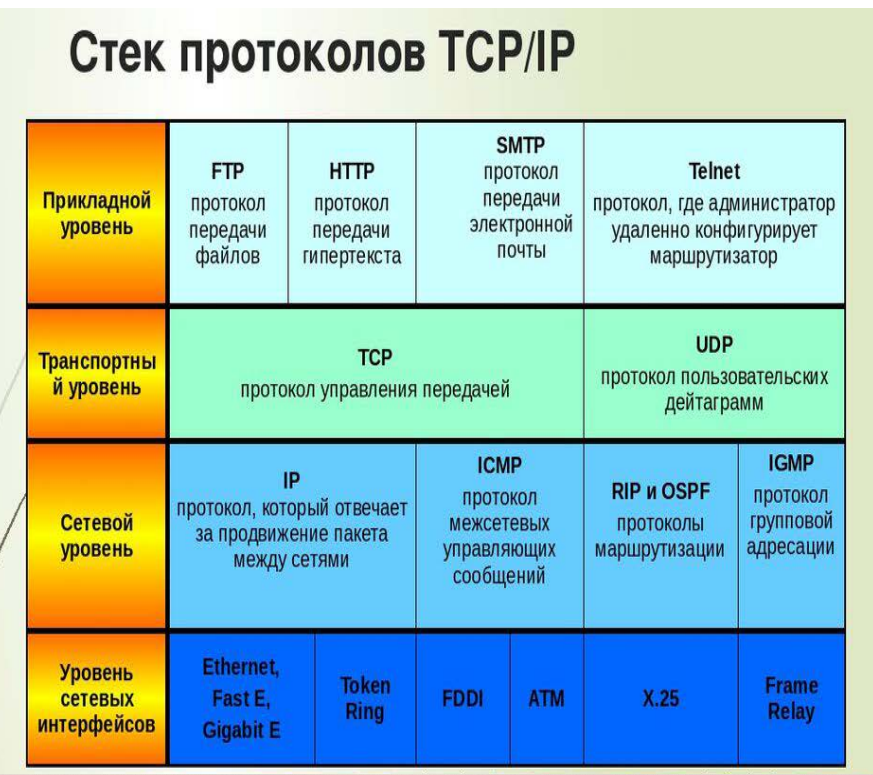 Стек протоколов TCP/IP
Прикладной
уровень
FTP
протокол
передачи
файлов
HTTP
протокол
передачи
гипертекста
SMTP
протокол
передачи
электронной
почты
Telnet
протокол, где администратор
удаленно конфигурирует
маршрутизатор
Транспортны
й уровень
TCP
протокол управления передачей
UDP
протокол пользовательских
дейтаграмм
Сетевой
уровень
IP
протокол, который отвечает
за продвижение пакета
между сетями
ICMP
протокол
межсетевых
управляющих
сообщений
RIP и OSPF
протоколы
маршрутизации
IGMP
протокол
групповой
адресации
Уровень
сетевых
интерфейсов
Ethernet,
Fast E,
Gigabit E
Token
Ring
FDDI
ATM
X.25
Frame
Relay